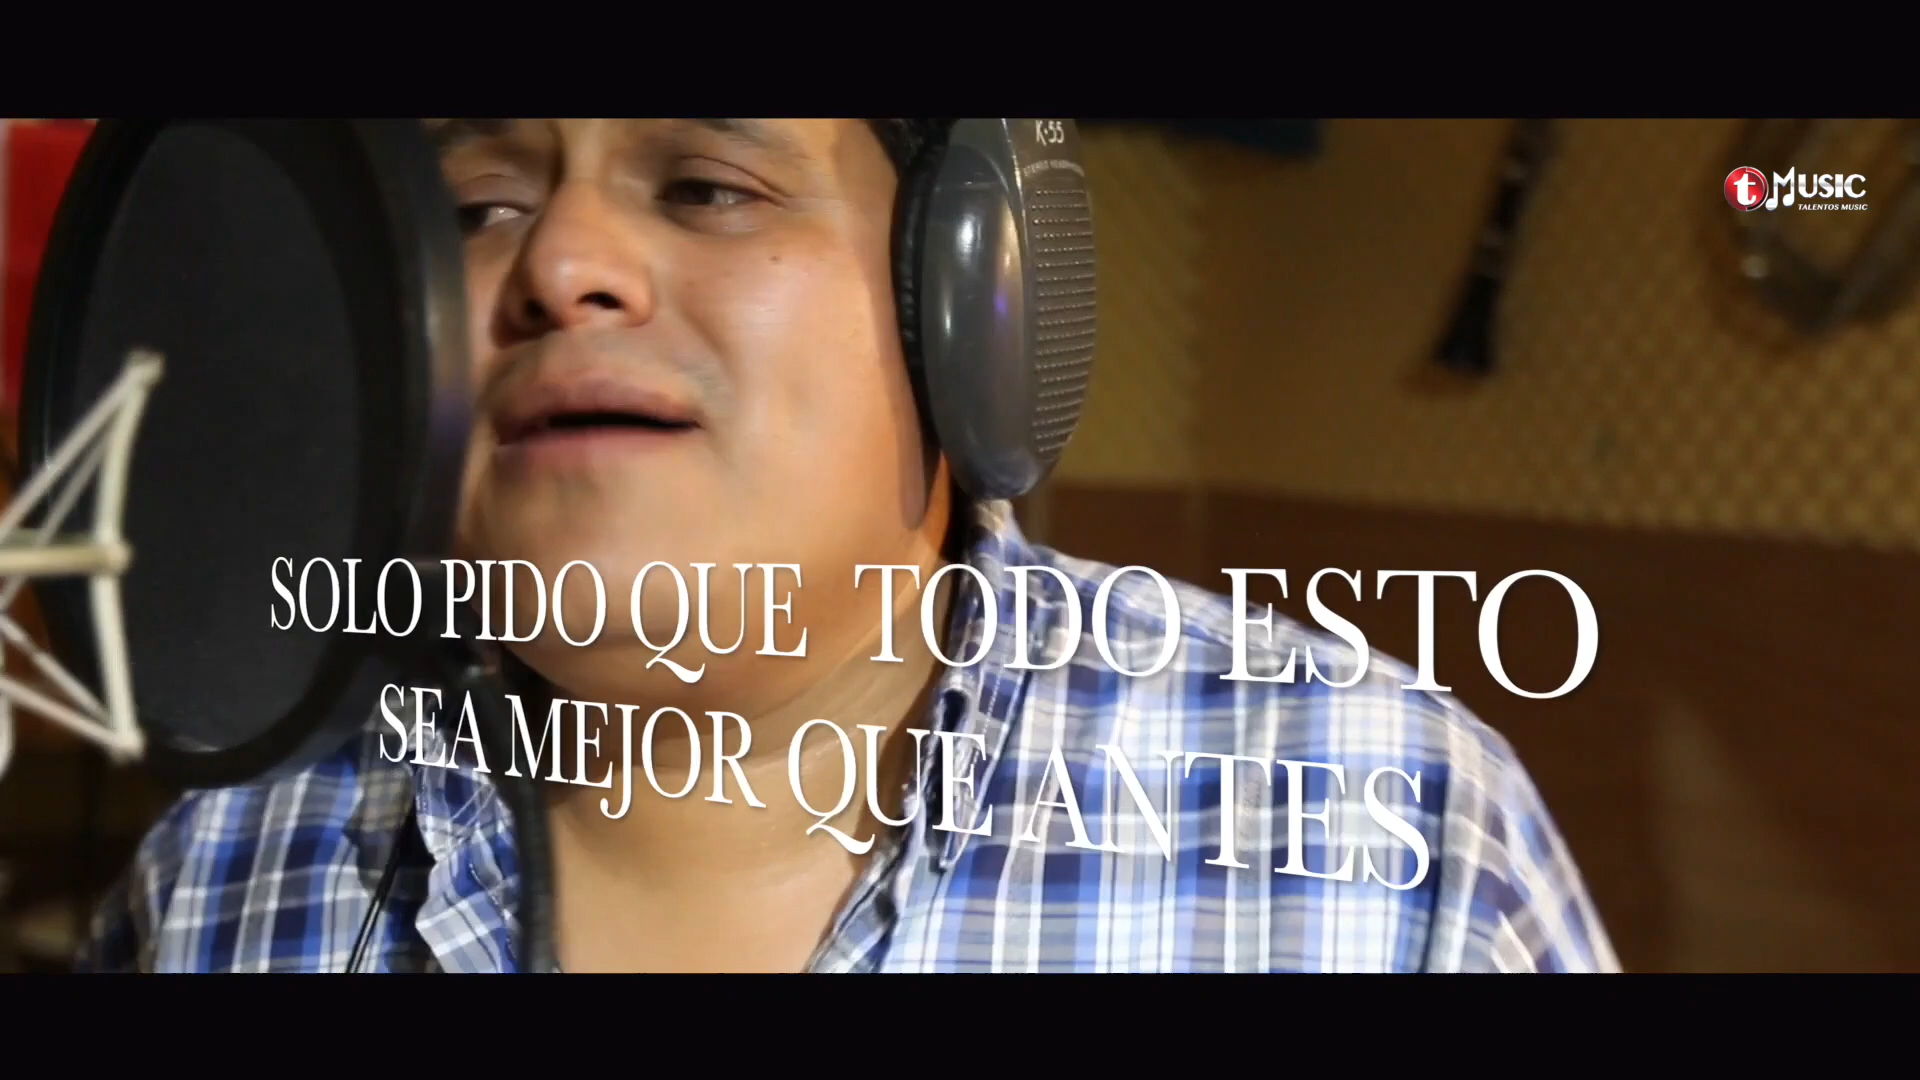 K·55
t MUSIC
TALENTOS MUSIC
SOLO PIDO QUE TODO ESTO
SEA MEJOR QUE ANTES